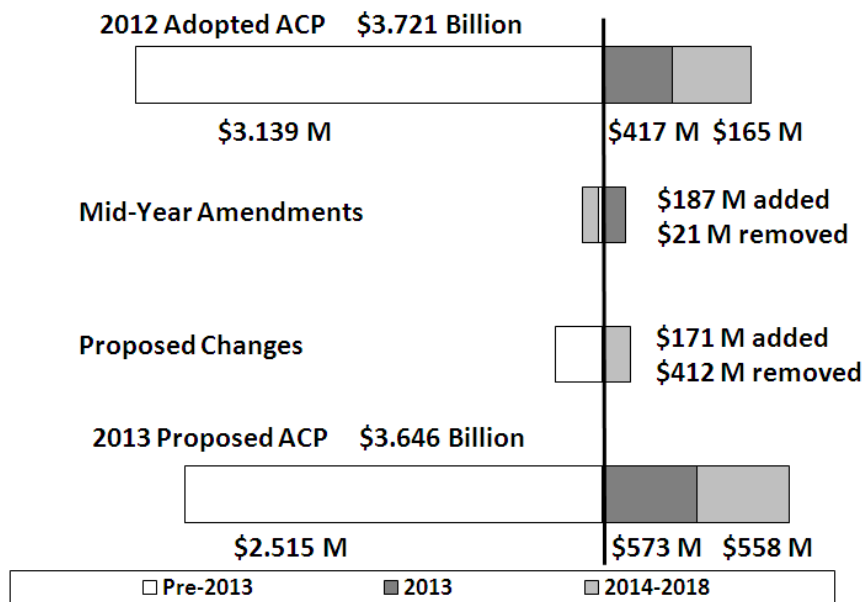 2012 Adopted ACP $3.721 Billion
$3.139 M $417 M $165 M
Mid-Year Amendments
$187 M added
$21 M removed
Proposed Changes
$171 M added
$412 M removed
2013 Proposed ACP $3.646 Billion
$2.515 M $573 M $558 M
Pre-2013 2013 2014-2018